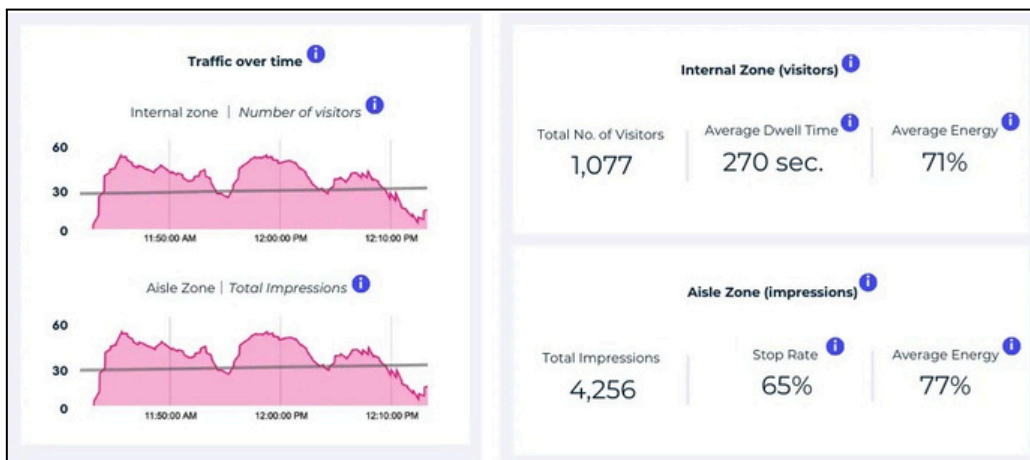 Traffic over time i
Internal zone | Number of visitors i
60
30
0
11:50:00 AM 12:00:00 PM 12:10:00 PM
Aisle Zone | Total Impressions i
60
30
0
11:50:00 AM 12:00:00 PM 12:10:00 PM
Internal Zone (visitors) i
Total No. of Visitors
1,077
Average Dwell Time i
270 sec.
Average Energy i
71%
Aisle Zone (impressions) i
Total Impressions
4,256
Stop Rate i
65%
Average Energy i
77%